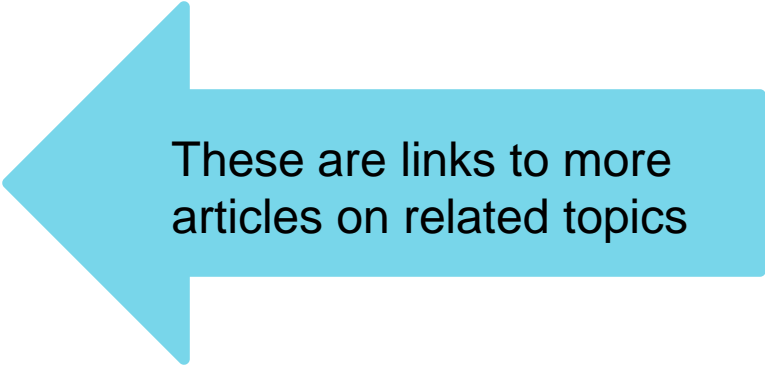 These are links to more
articles on related topics